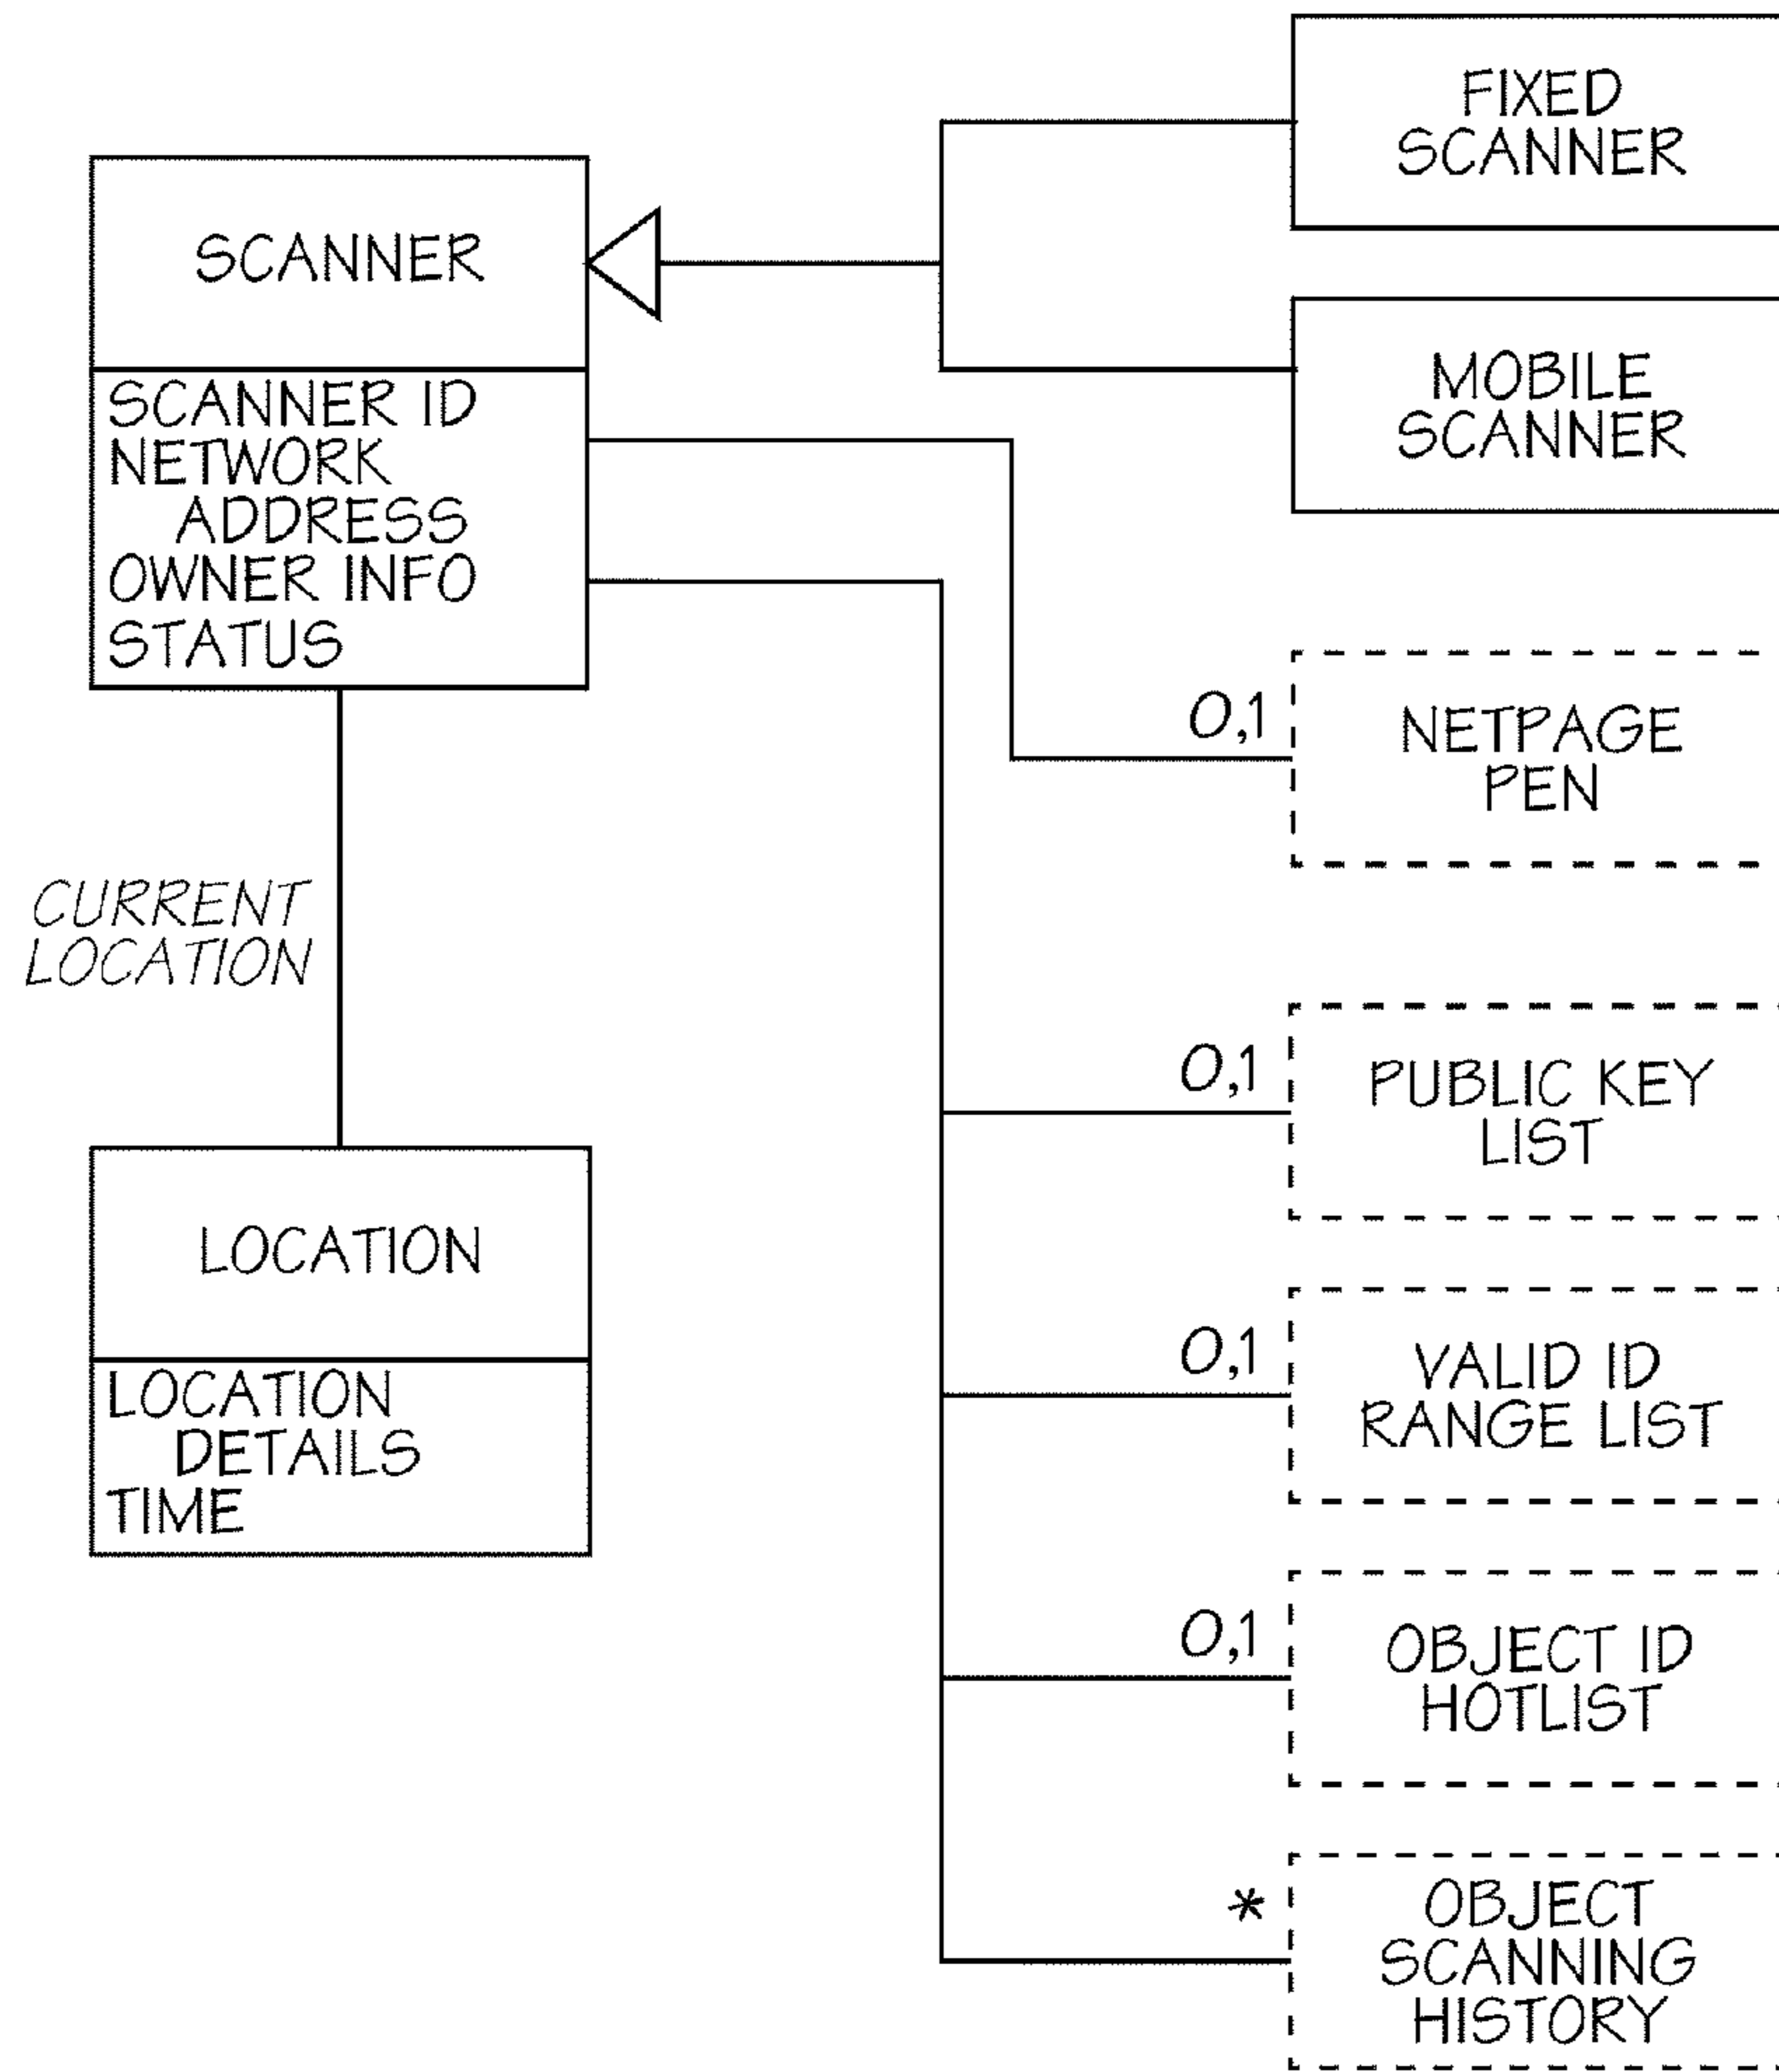 SCANNER
SCANNER ID
NETWORK
ADDRESS
OWNER INFO
STATUS
CURRENT
LOCATION
LOCATION
LOCATION
DETAILS
TIME
FIXED
SCANNER
MOBILE
SCANNER
0,1
NETPAGE
PEN
0,1
PUBLIC KEY
LIST
0,1
VALID ID
RANGE LIST
0,1
OBJECT ID
HOTLIST
*
OBJECT
SCANNING
HISTORY